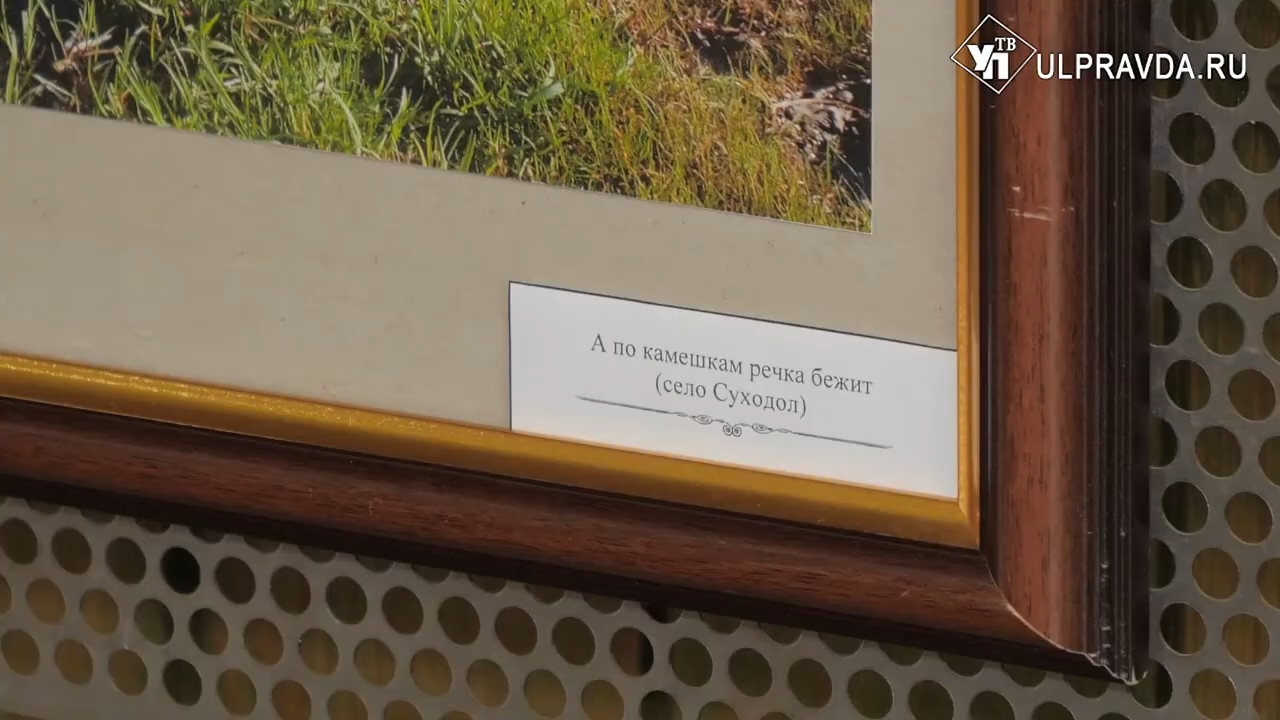 УП ТВ ULPRAVDA.RU
А по камешкам речка бежит
(село Суходол)